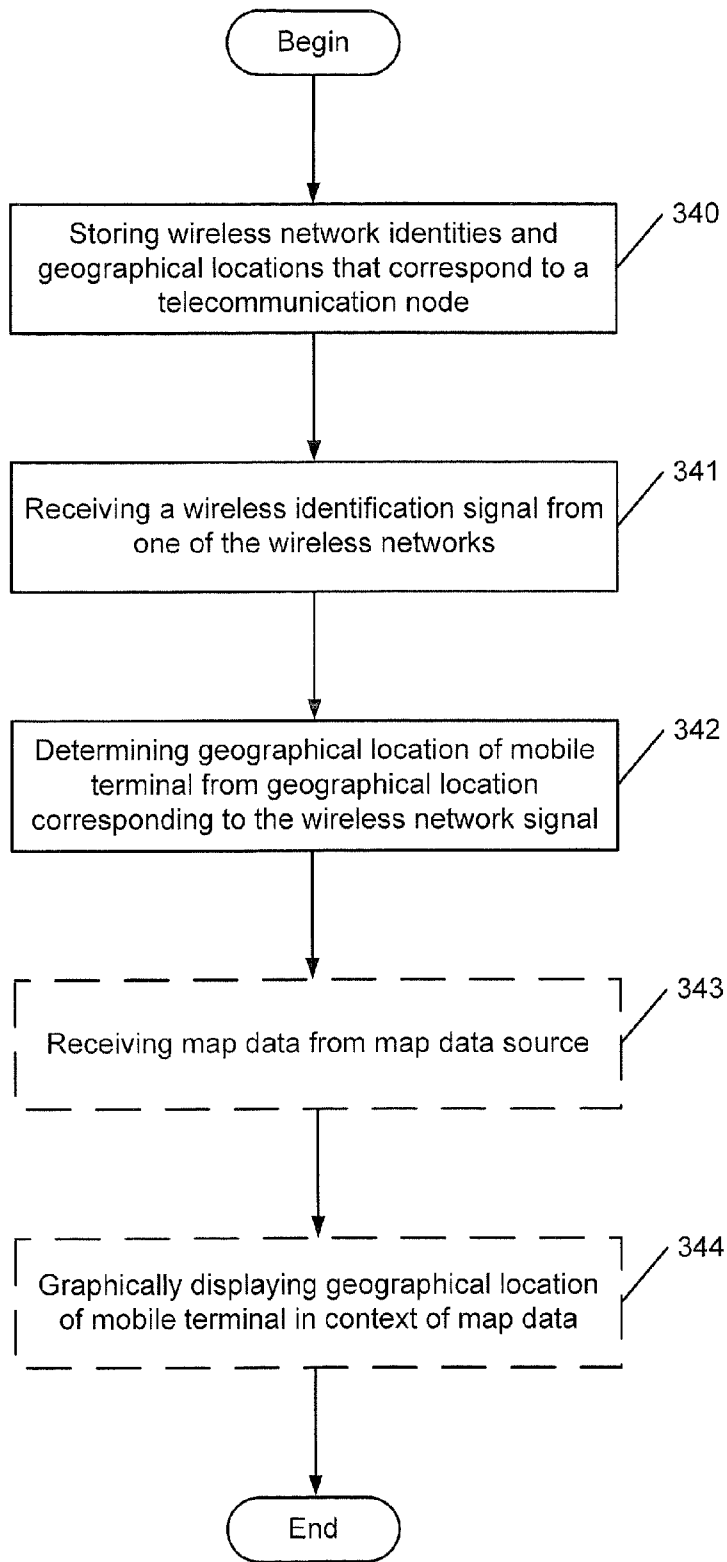 Begin
Storing wireless network identities and
geographical locations that correspond to a
telecommunication node
340
Receiving a wireless identification signal from
one of the wireless networks
341
Determining geographical location of mobile
terminal from geographical location
corresponding to the wireless network signal
342
Receiving map data from map data source
343
Graphically displaying geographical location
of mobile terminal in context of map data
344
End